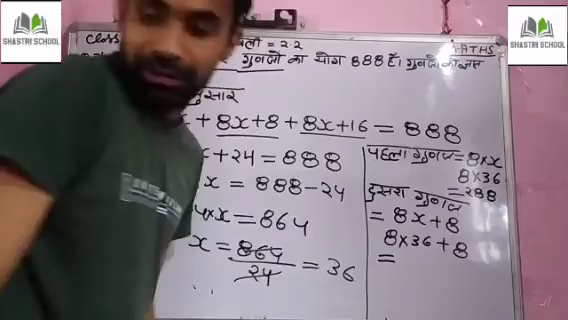 SHASTRI SCHOOL
SHASTRI SCHOOL
Class
2.2
MATHS
गुणजों का योग 888 है।
नुसार
x + 8x+8 + 8x+16 = 888
x+24 = 888
x = 888-24
4x×x = 864
x = 864/24 = 36
पहला गुणज = 8×x
8×36
= 288
दुसरा गुणज
= 8x+8
8×36+8
=